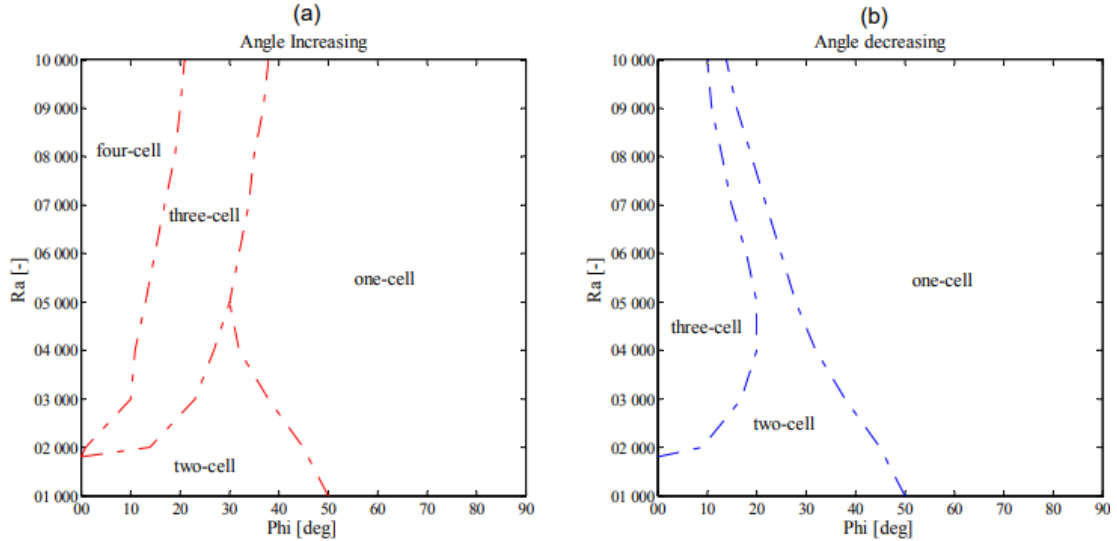 (a)
Angle Increasing
10 000
09 000
08 000
07 000
06 000
05 000
04 000
03 000
02 000
01 000
Ra [-]
four-cell
three-cell
one-cell
two-cell
00 10 20 30 40 50 60 70 80 90
Phi [deg]
(b)
Angle decreasing
10 000
09 000
08 000
07 000
06 000
05 000
04 000
03 000
02 000
01 000
Ra [-]
one-cell
three-cell
two-cell
00 10 20 30 40 50 60 70 80 90
Phi [deg]